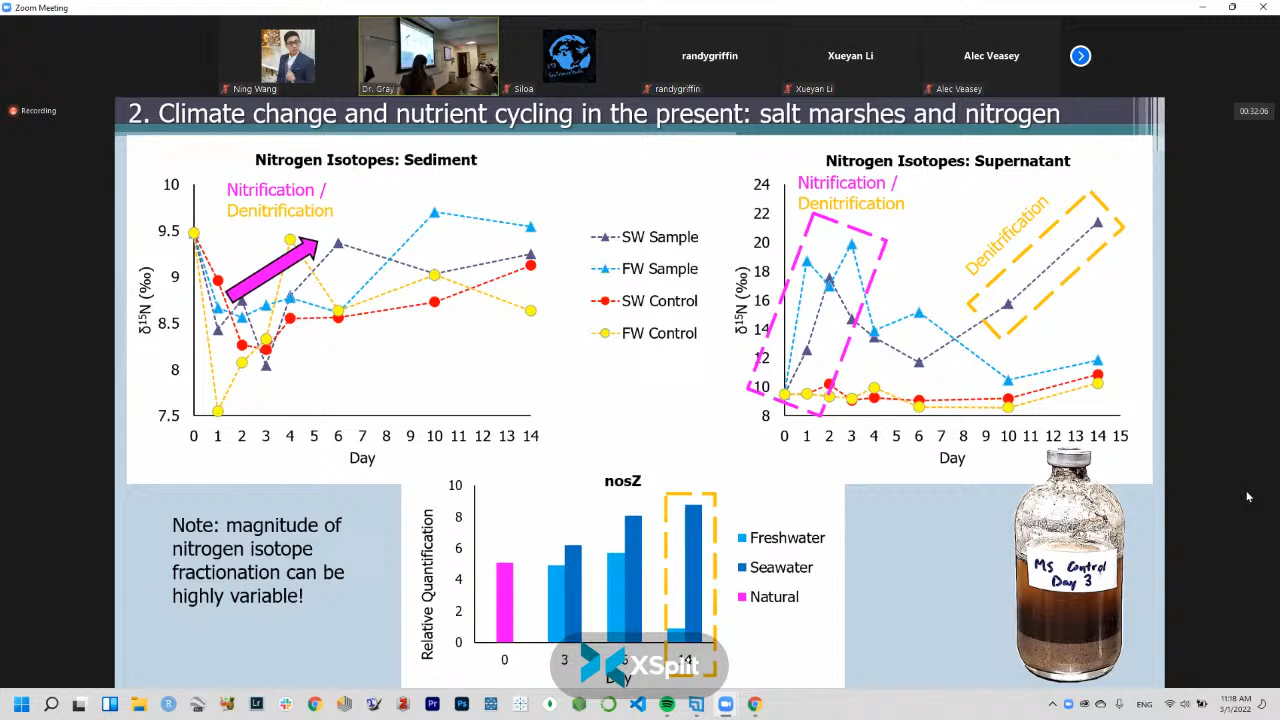 Zoom Meeting
Ning Wang
Dr. Gray
Siloa
randygriffin
randygriffin
Xueyan Li
Xueyan Li
Alec Veasey
Alec Veasey
Recording
00:32:06
2. Climate change and nutrient cycling in the present: salt marshes and nitrogen
Nitrogen Isotopes: Sediment
Nitrification /
Denitrification
10
9.5
9
8.5
8
7.5
δ¹⁵N (‰)
0 1 2 3 4 5 6 7 8 9 10 11 12 13 14
Day
SW Sample
FW Sample
SW Control
FW Control
Nitrogen Isotopes: Supernatant
Nitrification /
Denitrification
Denitrification
24
22
20
18
16
14
12
10
8
δ¹⁵N (‰)
0 1 2 3 4 5 6 7 8 9 10 11 12 13 14 15
Day
Note: magnitude of
nitrogen isotope
fractionation can be
highly variable!
nosZ
10
8
6
4
2
0
Relative Quantification
0 3 6 14
Day
Freshwater
Seawater
Natural
MS Control
Day 3
XSplit
ENG
11:18 AM
3/1/2022